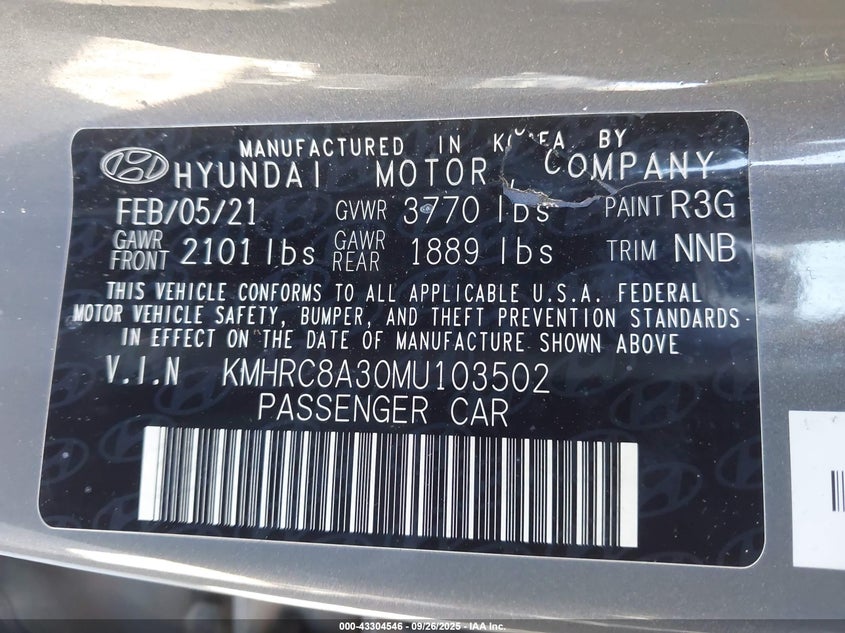 MANUFACTURED IN KOREA BY
HYUNDAI MOTOR COMPANY
FEB/05/21 GVWR 3770 lbs PAINT R3G
GAWR FRONT 2101 lbs GAWR REAR 1889 lbs TRIM NNB
THIS VEHICLE CONFORMS TO ALL APPLICABLE U.S.A. FEDERAL
MOTOR VEHICLE SAFETY, BUMPER, AND THEFT PREVENTION STANDARDS
IN EFFECT ON THE DATE OF MANUFACTURE SHOWN ABOVE
V.I.N KMHRC8A30MU103502
PASSENGER CAR
000-43304546 - 09/26/2025 - IAA Inc.